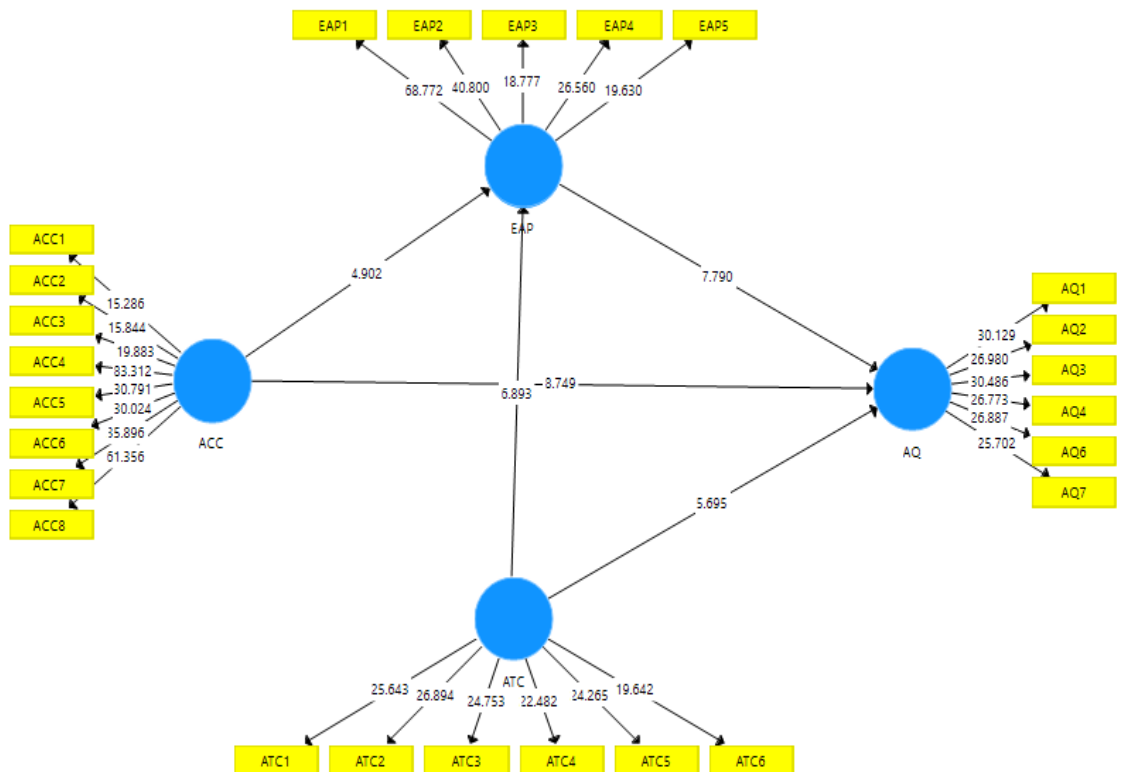 EAP1 EAP2 EAP3 EAP4 EAP5
68.772 40.800 18.777 26.560 19.630
EAP
ACC1
ACC2
ACC3
ACC4
ACC5
ACC6
ACC7
ACC8
15.286
15.844
19.883
83.312
30.791
30.024
35.896
61.356
ACC
4.902
7.790
8.749
6.893
5.695
AQ
30.129
26.980
30.486
26.773
26.887
25.702
AQ1
AQ2
AQ3
AQ4
AQ6
AQ7
ATC
25.643 26.894 24.753 22.482 24.265 19.642
ATC1 ATC2 ATC3 ATC4 ATC5 ATC6